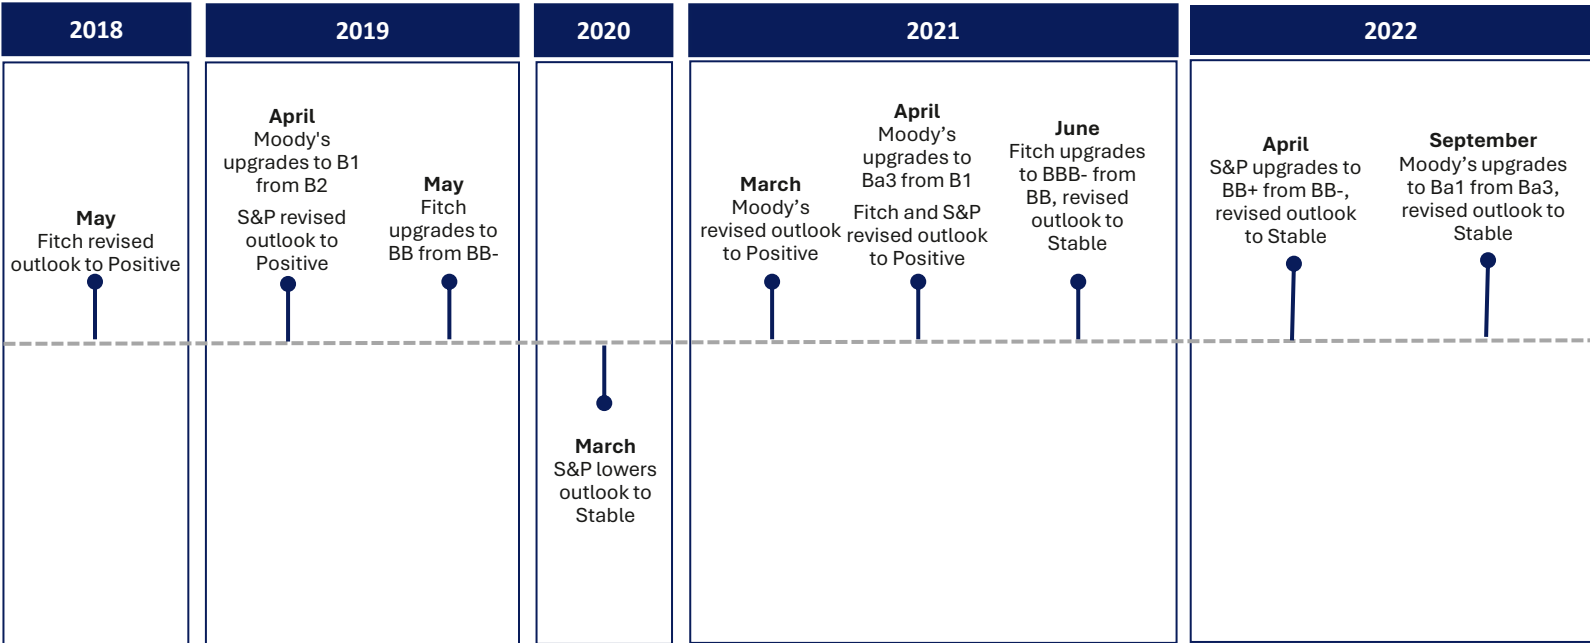 2018
2019
2020
2021
2022
May
Fitch revised
outlook to Positive
April
Moody's
upgrades to B1
from B2
S&P revised
outlook to
Positive
May
Fitch
upgrades to
BB from BB-
March
S&P lowers
outlook to
Stable
March
Moody’s
revised outlook
to Positive
April
Moody’s
upgrades to
Ba3 from B1
Fitch and S&P
revised outlook
to Positive
June
Fitch upgrades
to BBB- from
BB, revised
outlook to
Stable
April
S&P upgrades to
BB+ from BB-,
revised outlook
to Stable
September
Moody’s upgrades
to Ba1 from Ba3,
revised outlook to
Stable